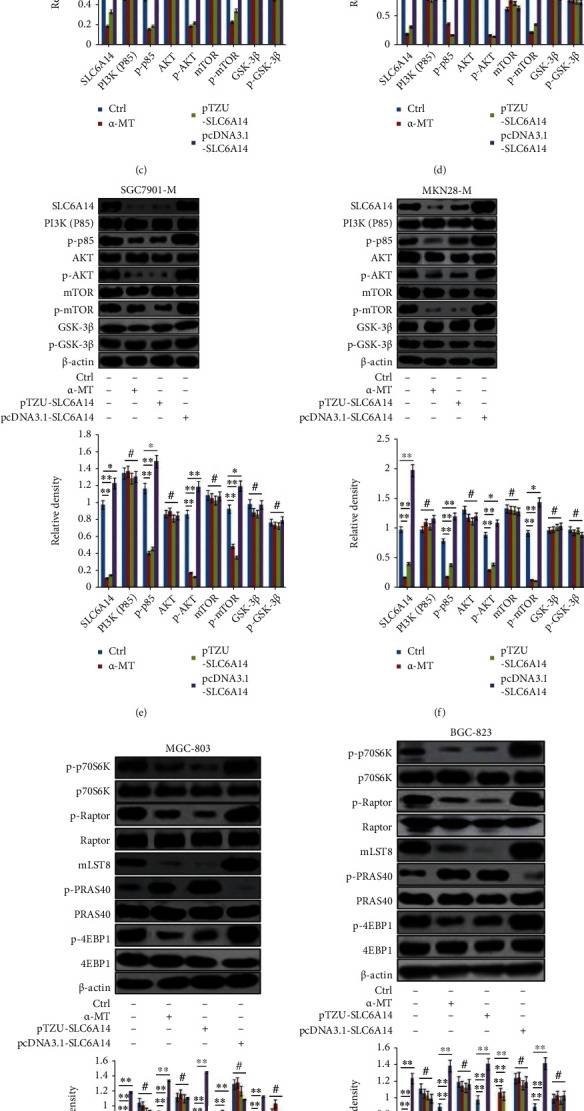 0.4
0.2
0
SLC6A14
PI3K (P85)
p-p85
AKT
p-AKT
mTOR
p-mTOR
GSK-3β
p-GSK-3β
Ctrl
α-MT
pTZU
-SLC6A14
pcDNA3.1
-SLC6A14
(c)
0.5
0
SLC6A14
PI3K (P85)
p-p85
AKT
p-AKT
mTOR
p-mTOR
GSK-3β
p-GSK-3β
Ctrl
α-MT
pTZU
-SLC6A14
pcDNA3.1
-SLC6A14
(d)
SGC7901-M
SLC6A14
PI3K (P85)
p-p85
AKT
p-AKT
mTOR
p-mTOR
GSK-3β
p-GSK-3β
β-actin
Ctrl – – – –
α-MT – + – –
pTZU-SLC6A14 – – + –
pcDNA3.1-SLC6A14 – – – +
Relative density
1.8
1.6
1.4
1.2
1
0.8
0.6
0.4
0.2
0
SLC6A14
PI3K (P85)
p-p85
AKT
p-AKT
mTOR
p-mTOR
GSK-3β
p-GSK-3β
Ctrl
α-MT
pTZU
-SLC6A14
pcDNA3.1
-SLC6A14
(e)
MKN28-M
SLC6A14
PI3K (P85)
p-p85
AKT
p-AKT
mTOR
p-mTOR
GSK-3β
p-GSK-3β
β-actin
Ctrl – – – –
α-MT – + – –
pTZU-SLC6A14 – – + –
pcDNA3.1-SLC6A14 – – – +
Relative density
2.5
2
1.5
1
0.5
0
SLC6A14
PI3K (P85)
p-p85
AKT
p-AKT
mTOR
p-mTOR
GSK-3β
p-GSK-3β
Ctrl
α-MT
pTZU
-SLC6A14
pcDNA3.1
-SLC6A14
(f)
MGC-803
p-p70S6K
p70S6K
p-Raptor
Raptor
mLST8
p-PRAS40
PRAS40
p-4EBP1
4EBP1
β-actin
Ctrl – – – –
α-MT – + – –
pTZU-SLC6A14 – – + –
pcDNA3.1-SLC6A14 – – – +
1.6
1.4
1.2
1
BGC-823
p-p70S6K
p70S6K
p-Raptor
Raptor
mLST8
p-PRAS40
PRAS40
p-4EBP1
4EBP1
β-actin
Ctrl – – – –
α-MT – + – –
pTZU-SLC6A14 – – + –
pcDNA3.1-SLC6A14 – – – +
1.6
1.4
1.2
1
0.8